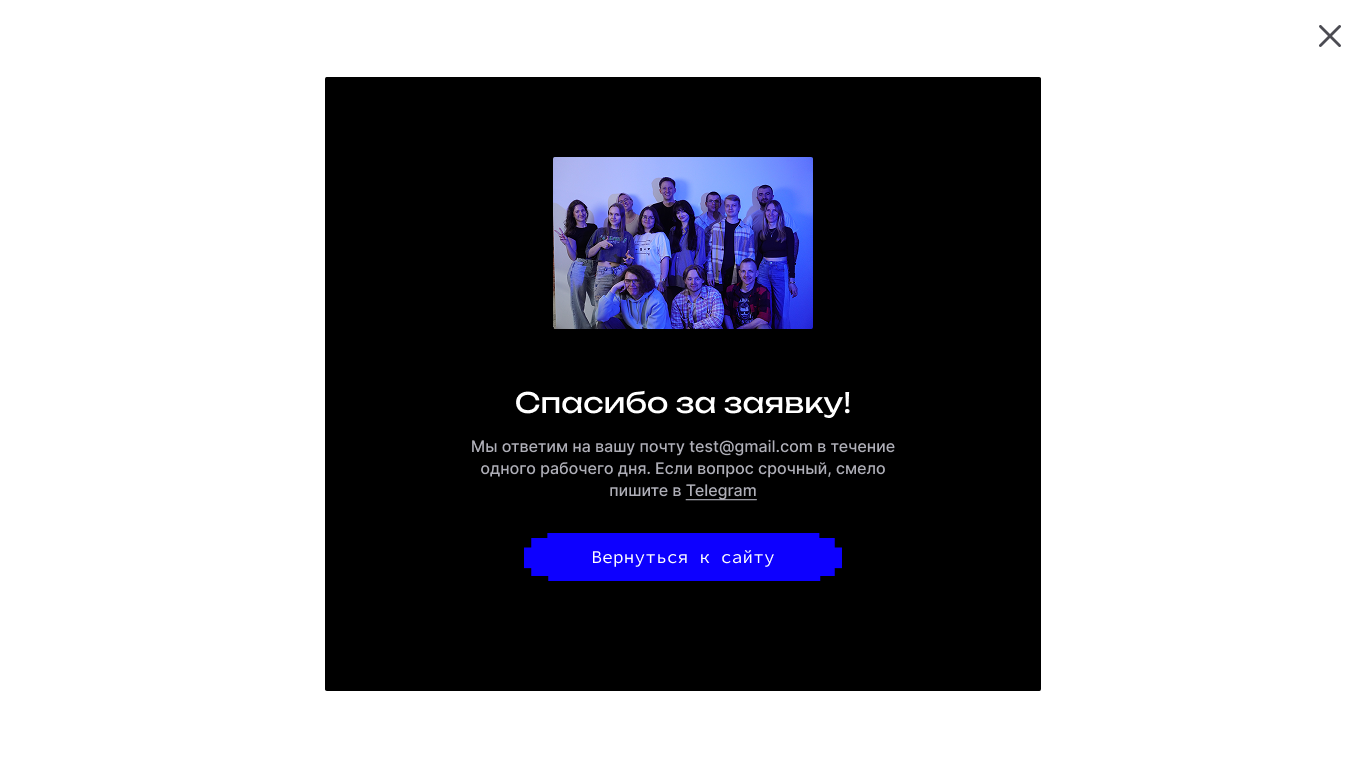 Спасибо за заявку!
Мы ответим на вашу почту test@gmail.com в течение
одного рабочего дня. Если вопрос срочный, смело
пишите в Telegram
Вернуться к сайту